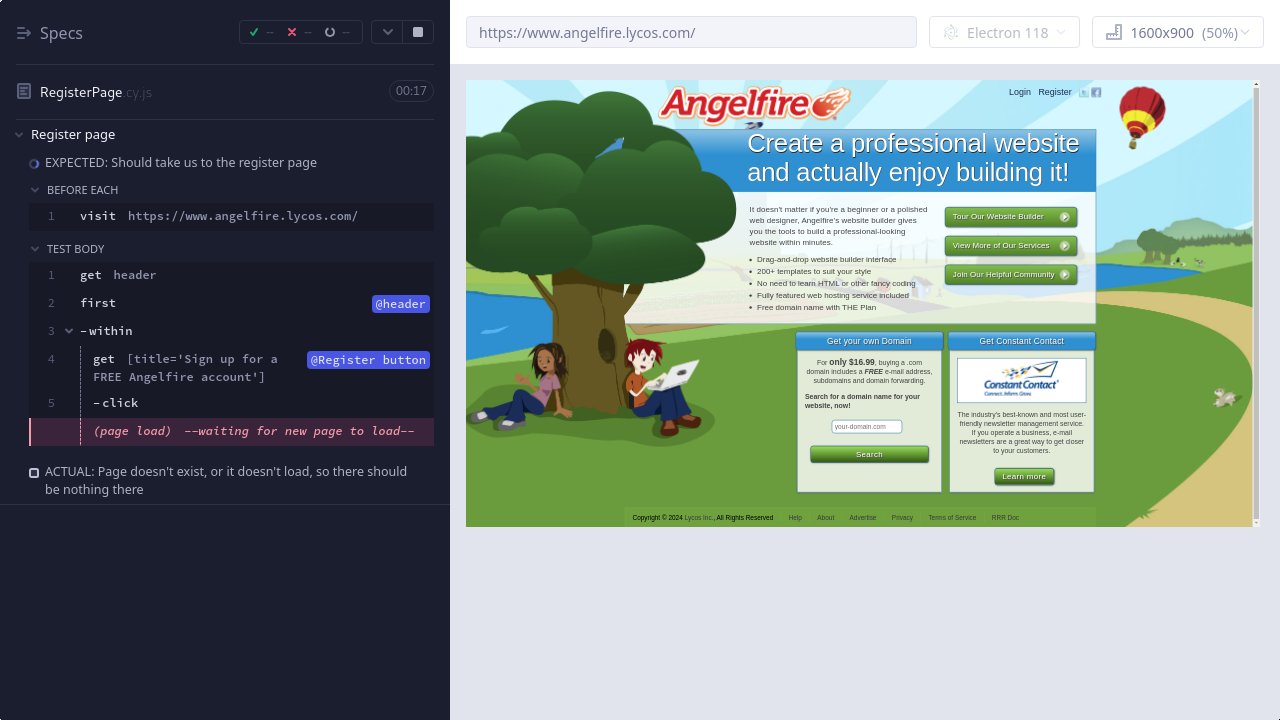 Specs
--
--
--
RegisterPage.cy.js
00:17
Register page
EXPECTED: Should take us to the register page
BEFORE EACH
1 visit https://www.angelfire.lycos.com/
TEST BODY
1 get header
2 first @header
3 -within
4 get [title='Sign up for a FREE Angelfire account'] @Register button
5 -click
(page load) --waiting for new page to load--
ACTUAL: Page doesn't exist, or it doesn't load, so there should
be nothing there
https://www.angelfire.lycos.com/
Electron 118
1600x900 (50%)
Angelfire
Login Register
Create a professional website
and actually enjoy building it!
It doesn't matter if you're a beginner or a polished
web designer, Angelfire's website builder gives
you the tools to build a professional-looking
website within minutes.
• Drag-and-drop website builder interface
• 200+ templates to suit your style
• No need to learn HTML or other fancy coding
• Fully featured web hosting service included
• Free domain name with THE Plan
Tour Our Website Builder
View More of Our Services
Join Our Helpful Community
Get your own Domain
For only $16.99, buying a .com
domain includes a FREE e-mail address,
subdomains and domain forwarding.
Search for a domain name for your
website, now!
your-domain.com
Search
Get Constant Contact
Constant Contact®
Connect. Inform. Grow.
The industry's best-known and most user-
friendly newsletter management service.
If you operate a business, e-mail
newsletters are a great way to get closer
to your customers.
Learn more
Copyright © 2024 Lycos Inc., All Rights Reserved Help About Advertise Privacy Terms of Service RRR Doc